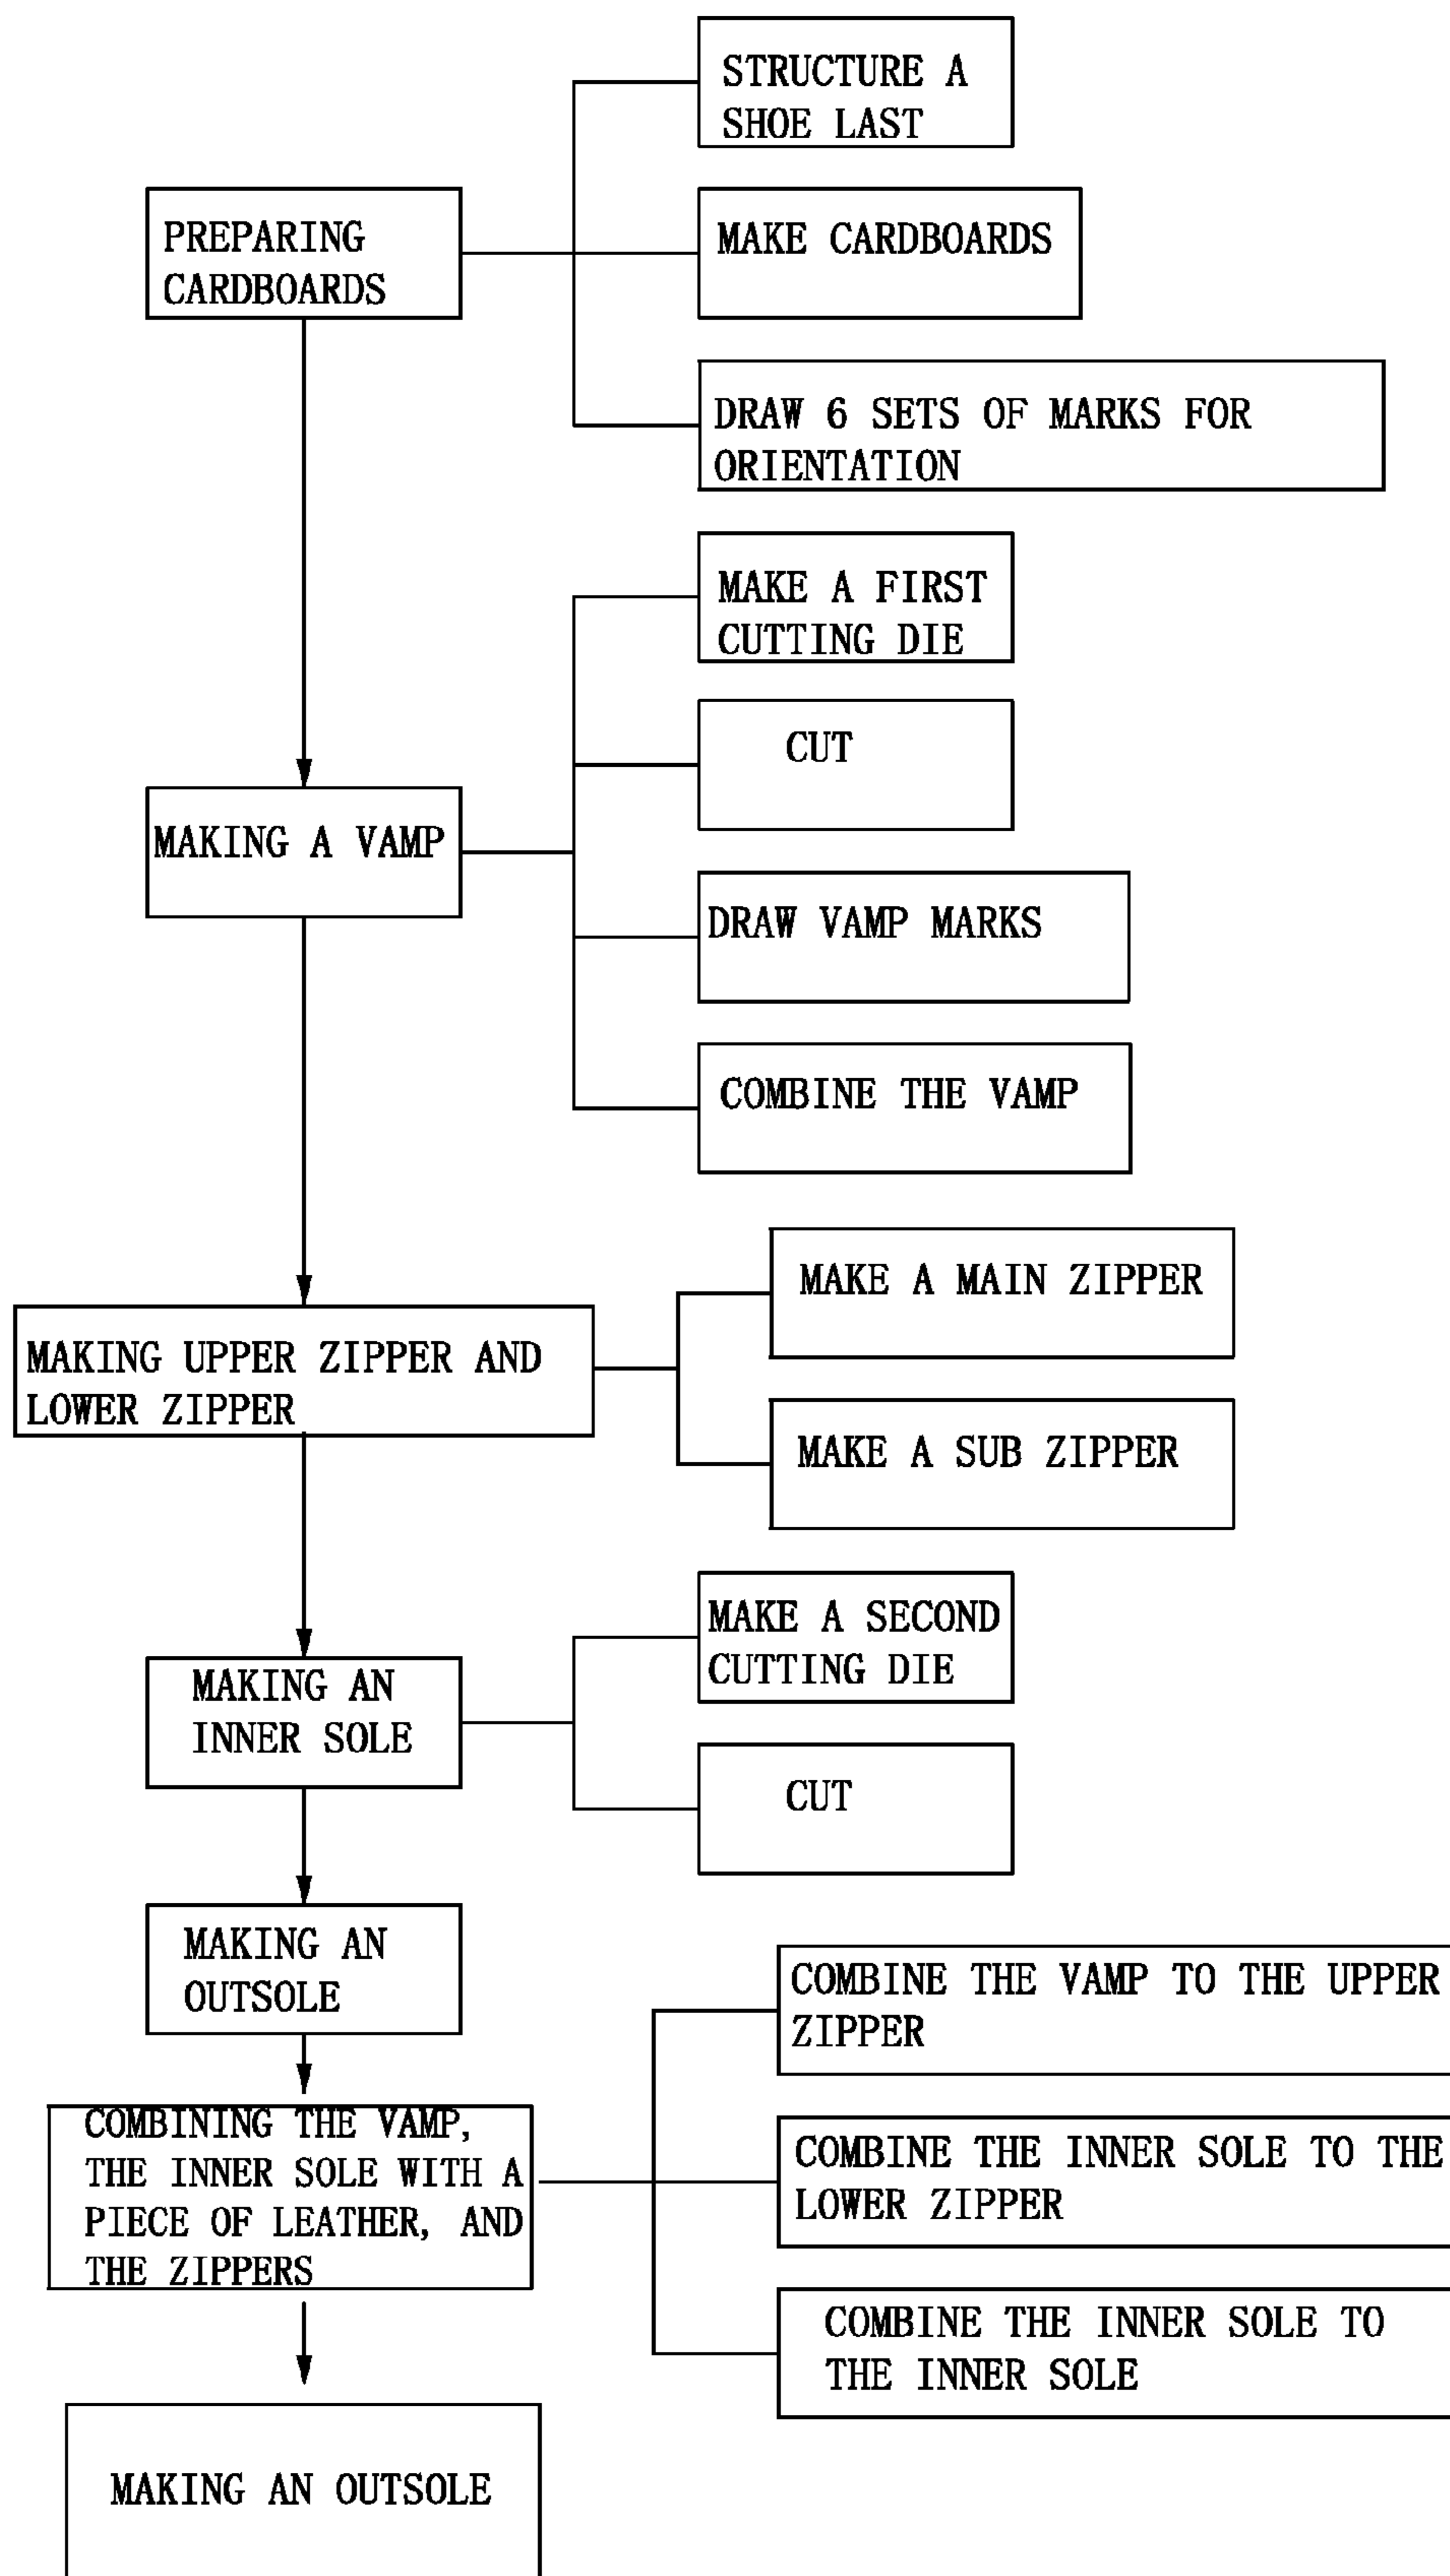 STRUCTURE A
SHOE LAST
PREPARING
CARDBOARDS
MAKE CARDBOARDS
DRAW 6 SETS OF MARKS FOR
ORIENTATION
MAKE A FIRST
CUTTING DIE
CUT
MAKING A VAMP
DRAW VAMP MARKS
COMBINE THE VAMP
MAKE A MAIN ZIPPER
MAKING UPPER ZIPPER AND
LOWER ZIPPER
MAKE A SUB ZIPPER
MAKE A SECOND
CUTTING DIE
MAKING AN
INNER SOLE
CUT
MAKING AN
OUTSOLE
COMBINE THE VAMP TO THE UPPER
ZIPPER
COMBINING THE VAMP,
THE INNER SOLE WITH A
PIECE OF LEATHER, AND
THE ZIPPERS
COMBINE THE INNER SOLE TO THE
LOWER ZIPPER
COMBINE THE INNER SOLE TO
THE INNER SOLE
MAKING AN OUTSOLE